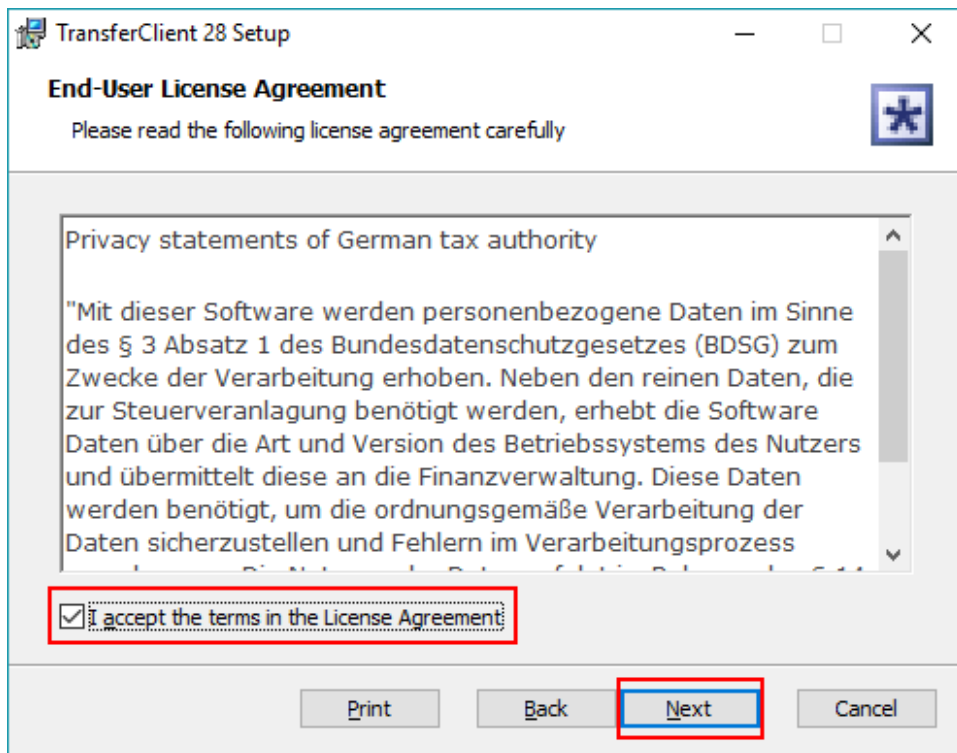 TransferClient 28 Setup
End-User License Agreement
Please read the following license agreement carefully
Privacy statements of German tax authority
"Mit dieser Software werden personenbezogene Daten im Sinne
des § 3 Absatz 1 des Bundesdatenschutzgesetzes (BDSG) zum
Zwecke der Verarbeitung erhoben. Neben den reinen Daten, die
zur Steuerveranlagung benötigt werden, erhebt die Software
Daten über die Art und Version des Betriebssystems des Nutzers
und übermittelt diese an die Finanzverwaltung. Diese Daten
werden benötigt, um die ordnungsgemäße Verarbeitung der
Daten sicherzustellen und Fehlern im Verarbeitungsprozess
I accept the terms in the License Agreement
Print Back Next Cancel